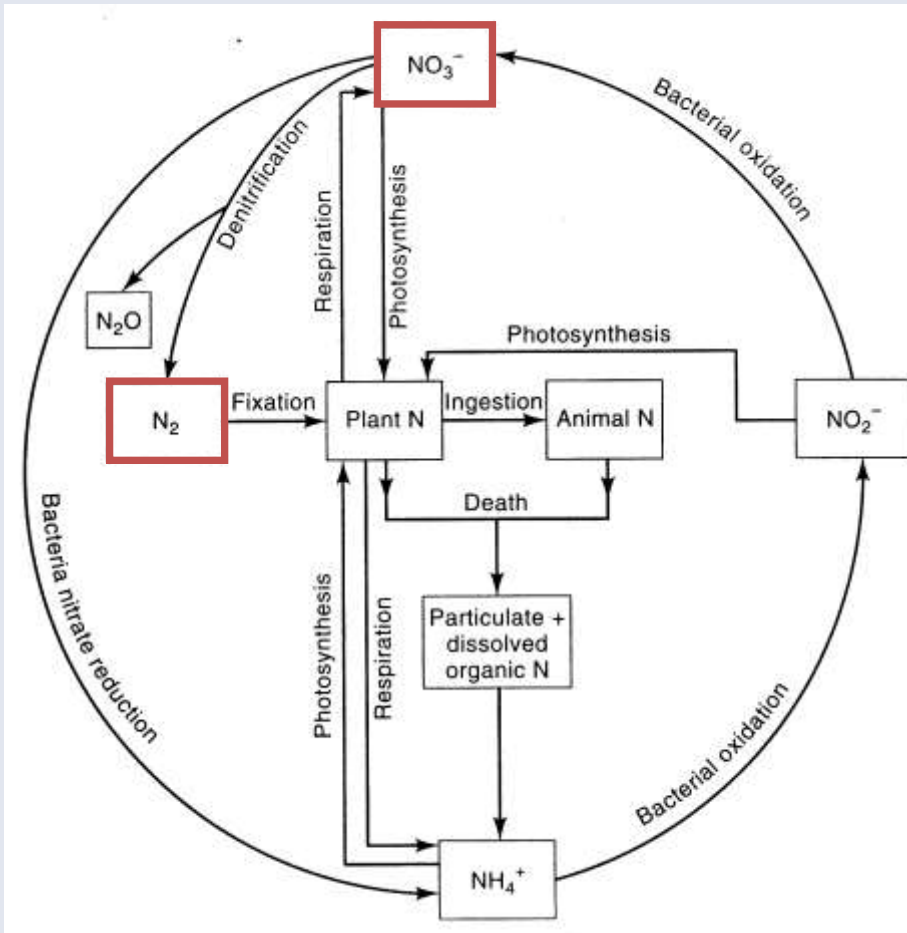 NO₃⁻
Bacterial oxidation
Denitrification
Respiration
Photosynthesis
N₂O
Photosynthesis
N₂
Fixation
Plant N
Ingestion
Animal N
NO₂⁻
Death
Bacteria nitrate reduction
Photosynthesis
Respiration
Particulate +
dissolved
organic N
Bacterial oxidation
NH₄⁺